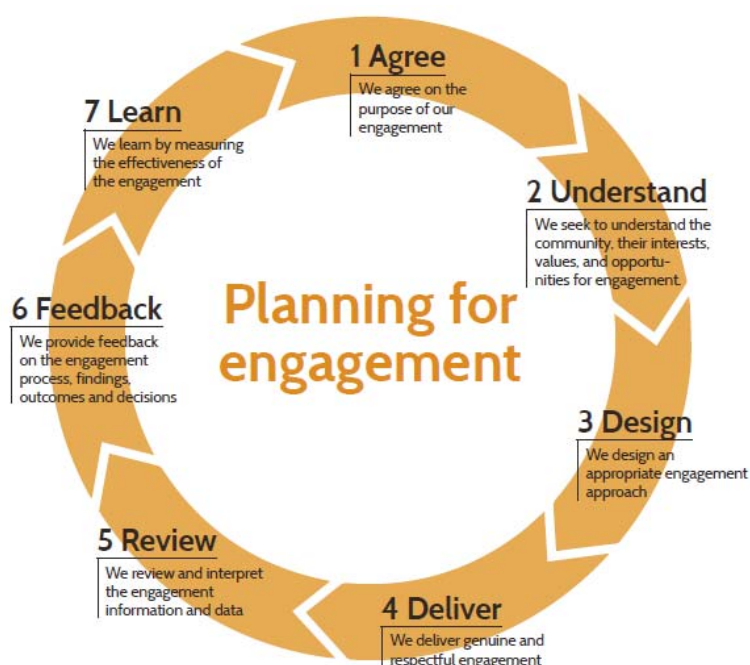 1 Agree
We agree on the
purpose of our
engagement
2 Understand
We seek to understand the
community, their interests,
values, and opportu-
nities for engagement.
3 Design
We design an
appropriate engagement
approach
4 Deliver
We deliver genuine and
respectful engagement
5 Review
We review and interpret
the engagement
information and data
6 Feedback
We provide feedback
on the engagement
process, findings,
outcomes and decisions
7 Learn
We learn by measuring
the effectiveness of
the engagement
Planning for
engagement